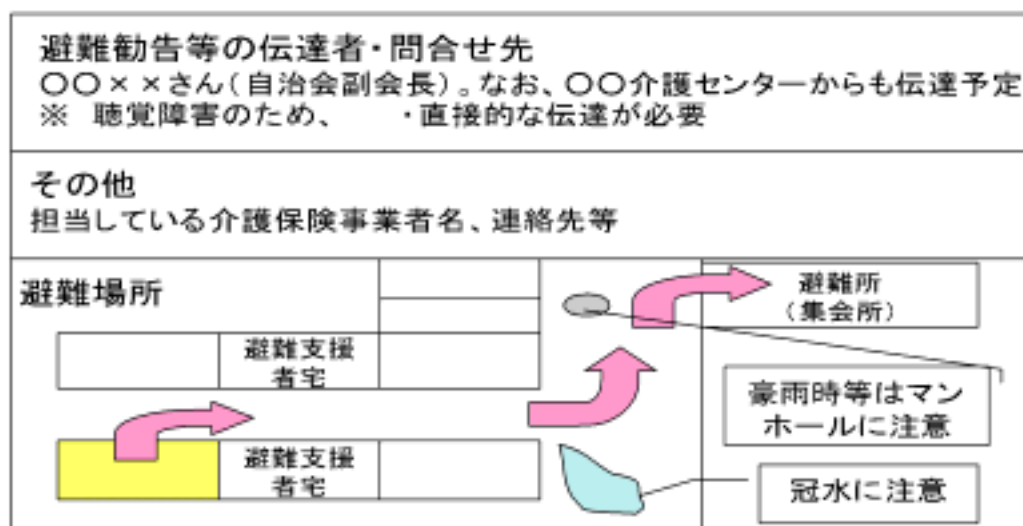 避難勧告等の伝達者・問合せ先
〇〇××さん(自治会副会長)。なお、〇〇介護センターからも伝達予定
※ 聴覚障害のため、 ・直接的な伝達が必要
その他
担当している介護保険事業者名、連絡先等
避難場所
避難所
(集会所)
避難支援
者宅
豪雨時等はマン
ホールに注意
避難支援
者宅
冠水に注意